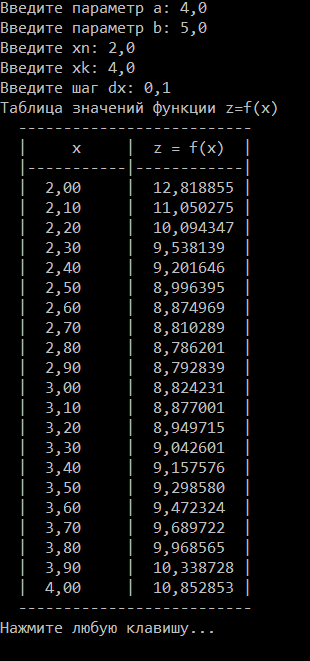 Введите параметр a: 4,0
Введите параметр b: 5,0
Введите xn: 2,0
Введите xk: 4,0
Введите шаг dx: 0,1
Таблица значений функции z=f(x)
--------------------------
|     x     |  z = f(x)  |
|-----------|------------|
|  2,00     |  12,818855 |
|  2,10     |  11,050275 |
|  2,20     |  10,094347 |
|  2,30     |  9,538139  |
|  2,40     |  9,201646  |
|  2,50     |  8,996395  |
|  2,60     |  8,874969  |
|  2,70     |  8,810289  |
|  2,80     |  8,786201  |
|  2,90     |  8,792839  |
|  3,00     |  8,824231  |
|  3,10     |  8,877001  |
|  3,20     |  8,949715  |
|  3,30     |  9,042601  |
|  3,40     |  9,157576  |
|  3,50     |  9,298580  |
|  3,60     |  9,472324  |
|  3,70     |  9,689722  |
|  3,80     |  9,968565  |
|  3,90     |  10,338728 |
|  4,00     |  10,852853 |
--------------------------
Нажмите любую клавишу...